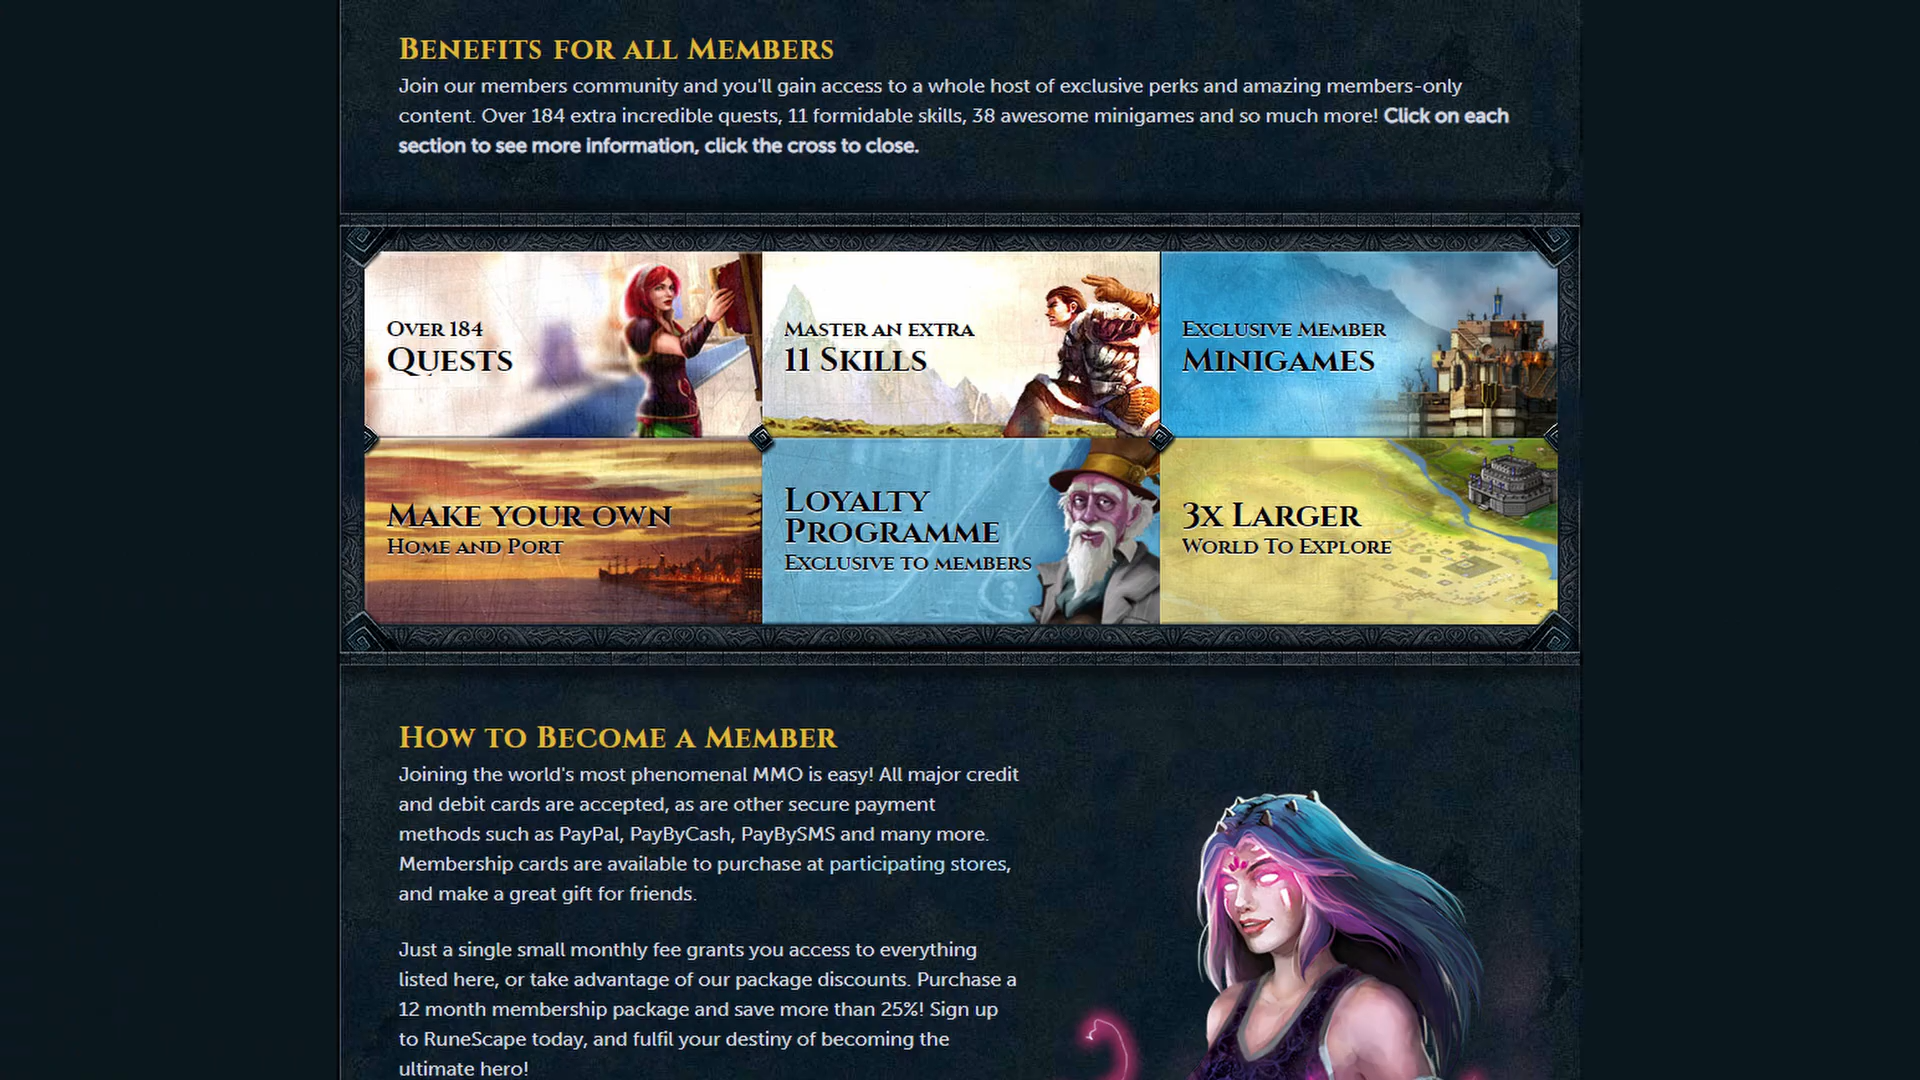 Benefits for all Members
Join our members community and you'll gain access to a whole host of exclusive perks and amazing members-only
content. Over 184 extra incredible quests, 11 formidable skills, 38 awesome minigames and so much more! Click on each
section to see more information, click the cross to close.
Over 184
Quests
Master an extra
11 Skills
Exclusive Member
Minigames
Make your own
Home and Port
Loyalty
Programme
Exclusive to members
3x Larger
World To Explore
How to Become a Member
Joining the world's most phenomenal MMO is easy! All major credit
and debit cards are accepted, as are other secure payment
methods such as PayPal, PayByCash, PayBySMS and many more.
Membership cards are available to purchase at participating stores,
and make a great gift for friends.
Just a single small monthly fee grants you access to everything
listed here, or take advantage of our package discounts. Purchase a
12 month membership package and save more than 25%! Sign up
to RuneScape today, and fulfil your destiny of becoming the
ultimate hero!